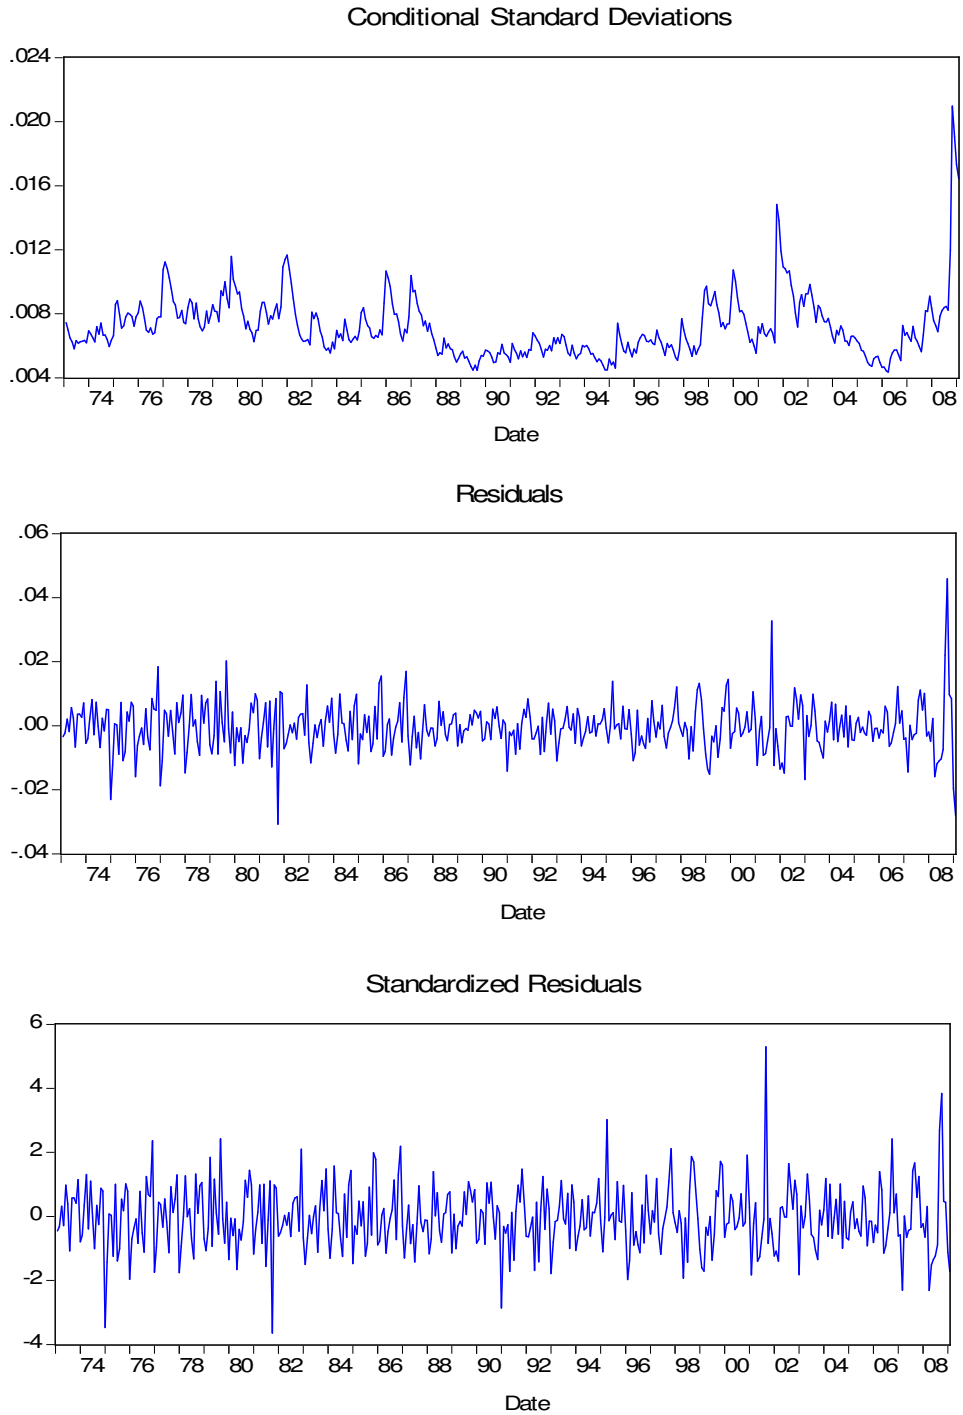 Conditional Standard Deviations
.024
.020
.016
.012
.008
.004
74 76 78 80 82 84 86 88 90 92 94 96 98 00 02 04 06 08
Date
Residuals
.06
.04
.02
.00
-.02
-.04
74 76 78 80 82 84 86 88 90 92 94 96 98 00 02 04 06 08
Date
Standardized Residuals
6
4
2
0
-2
-4
74 76 78 80 82 84 86 88 90 92 94 96 98 00 02 04 06 08
Date